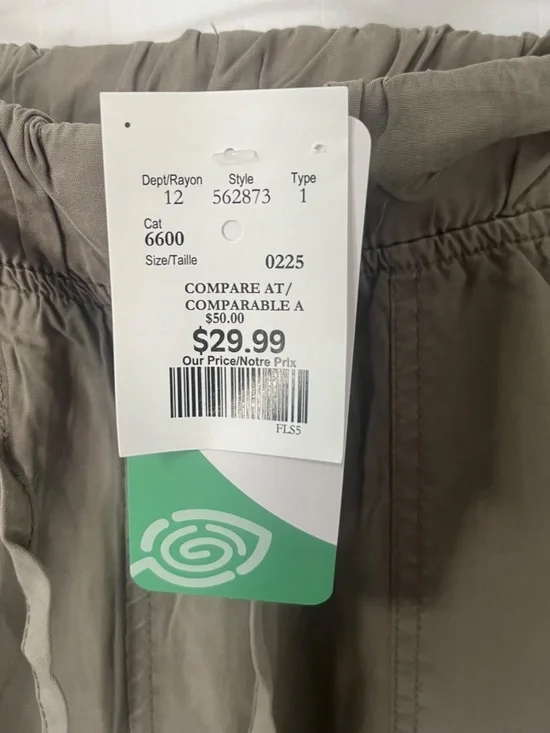 Dept/Rayon Style Type
12 562873 1
Cat
6600
Size/Taille 0225
COMPARE AT/
COMPARABLE A
$50.00
$29.99
Our Price/Notre Prix
FLS5